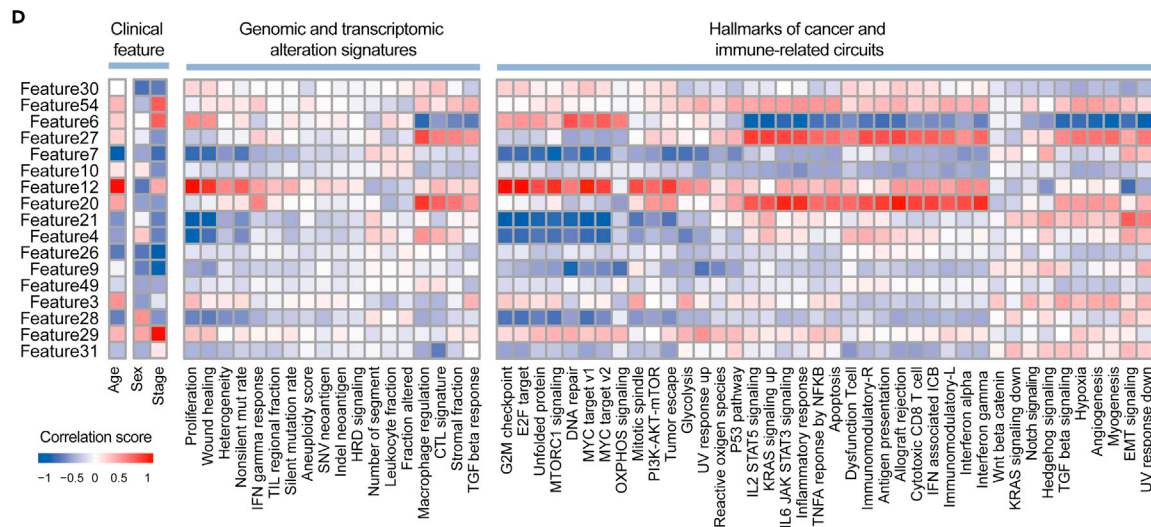 D
Clinical
feature
Genomic and transcriptomic
alteration signatures
Hallmarks of cancer and
immune-related circuits
Feature30
Feature54
Feature6
Feature27
Feature7
Feature10
Feature12
Feature20
Feature21
Feature4
Feature26
Feature9
Feature49
Feature3
Feature28
Feature29
Feature31
Age
Sex
Stage
Proliferation
Wound healing
Heterogeneity
Nonsilent mut rate
IFN gamma response
TIL regional fraction
Silent mutation rate
Aneuploidy score
SNV neoantigen
Indel neoantigen
HRD signaling
Number of segment
Leukocyte fraction
Fraction altered
Macrophage regulation
CTL signature
Stromal fraction
TGF beta response
G2M checkpoint
E2F target
Unfolded protein
MTORC1 signaling
DNA repair
MYC target v1
MYC target v2
OXPHOS signaling
Mitotic spindle
PI3K-AKT-mTOR
Tumor escape
Glycolysis
UV response up
Reactive oxigen species
P53 pathway
IL2 STAT5 signaling
KRAS signaling up
IL6 JAK STAT3 signaling
Inflammatory response
TNFA reponse by NFKB
Apoptosis
Dysfunction Tcell
Immunomodulatory-R
Antigen presentation
Allograft rejection
Cytotoxic CD8 T cell
IFN associated ICB
Immunomodulatory-L
Interferon alpha
Interferon gamma
Wnt beta catenin
KRAS signaling down
Notch signaling
Hedgehog signaling
TGF beta signaling
Hypoxia
Angiogenesis
Myogenesis
EMT signaling
UV response down
Correlation score
−1 −0.5 0 0.5 1